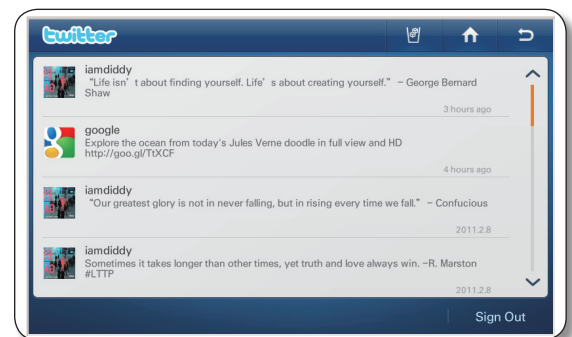 twitter
iamdiddy
“Life isn’ t about finding yourself. Life’ s about creating yourself.” – George Bernard
Shaw
3 hours ago
google
Explore the ocean from today's Jules Verne doodle in full view and HD
http://goo.gl/TtXCF
4 hours ago
iamdiddy
“Our greatest glory is not in never falling, but in rising every time we fall.” – Confucious
2011.2.8
iamdiddy
Sometimes it takes longer than other times, yet truth and love always win. –R. Marston
#LTTP
2011.2.8
Sign Out